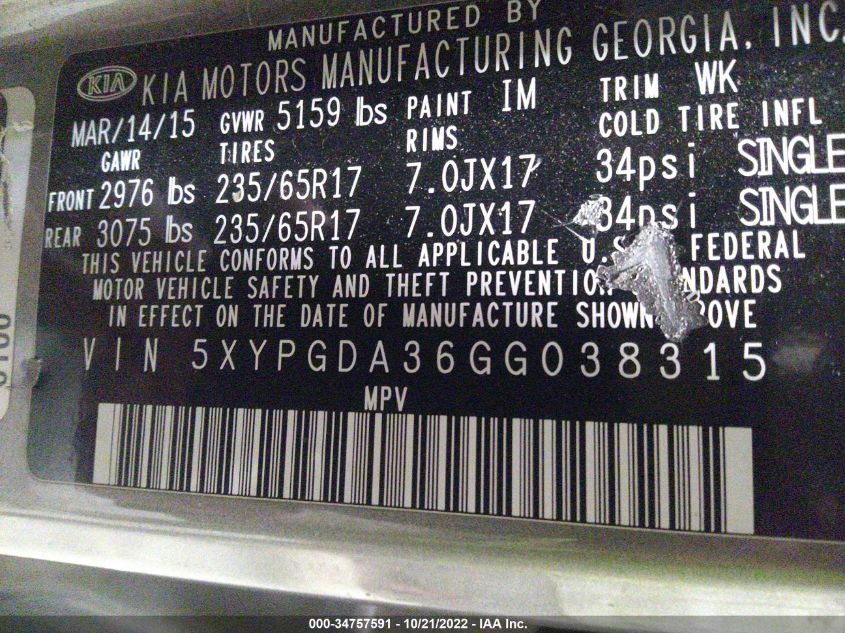 MANUFACTURED BY
KIA KIA MOTORS MANUFACTURING GEORGIA, INC.
MAR/14/15 GVWR 5159 lbs PAINT IM TRIM WK
GAWR TIRES RIMS COLD TIRE INFL
FRONT 2976 lbs 235/65R17 7.0JX17 34psi SINGLE
REAR 3075 lbs 235/65R17 7.0JX17 34psi SINGLE
THIS VEHICLE CONFORMS TO ALL APPLICABLE U.S. FEDERAL
MOTOR VEHICLE SAFETY AND THEFT PREVENTION NDARDS
IN EFFECT ON THE DATE OF MANUFACTURE SHOWN OVE
VIN 5XYPGDA36GG038315
MPV
000-34757591 - 10/21/2022 - IAA Inc.